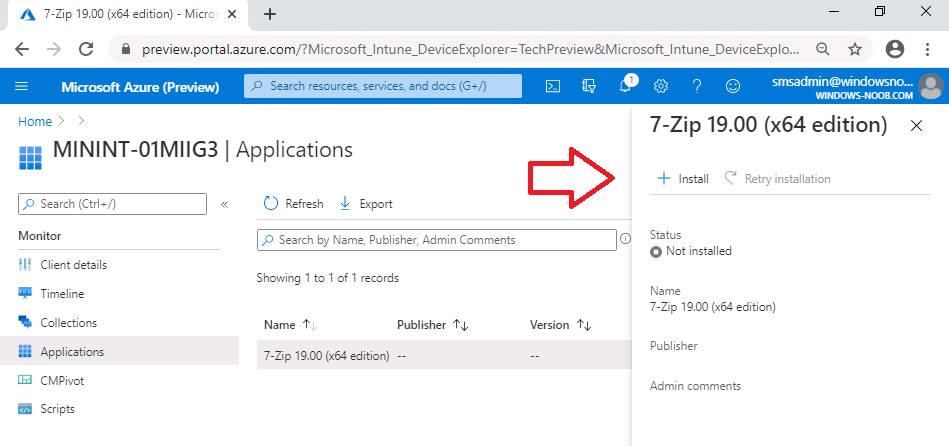 7-Zip 19.00 (x64 edition) - Micros
preview.portal.azure.com/?Microsoft_Intune_DeviceExplorer=TechPreview&Microsoft_Intune_DeviceExplo...
Microsoft Azure (Preview)
Search resources, services, and docs (G+/)
1
smsadmin@windowsno...
WINDOWS-NOOB.COM
Home
MININT-01MIIG3 | Applications
Search (Ctrl+/)
Monitor
Client details
Timeline
Collections
Applications
CMPivot
Scripts
Refresh
Export
Search by Name, Publisher, Admin Comments
Showing 1 to 1 of 1 records
Name Publisher Version
7-Zip 19.00 (x64 edition) -- --
7-Zip 19.00 (x64 edition)
Install
Retry installation
Status
Not installed
Name
7-Zip 19.00 (x64 edition)
Publisher
Admin comments